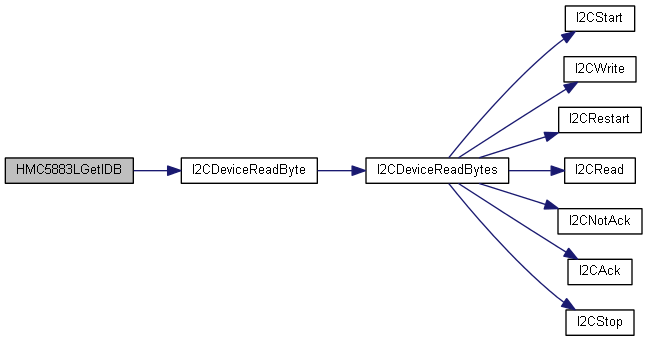 HMC5883LGetIDB
I2CDeviceReadByte
I2CDeviceReadBytes
I2CStart
I2CWrite
I2CRestart
I2CRead
I2CNotAck
I2CAck
I2CStop